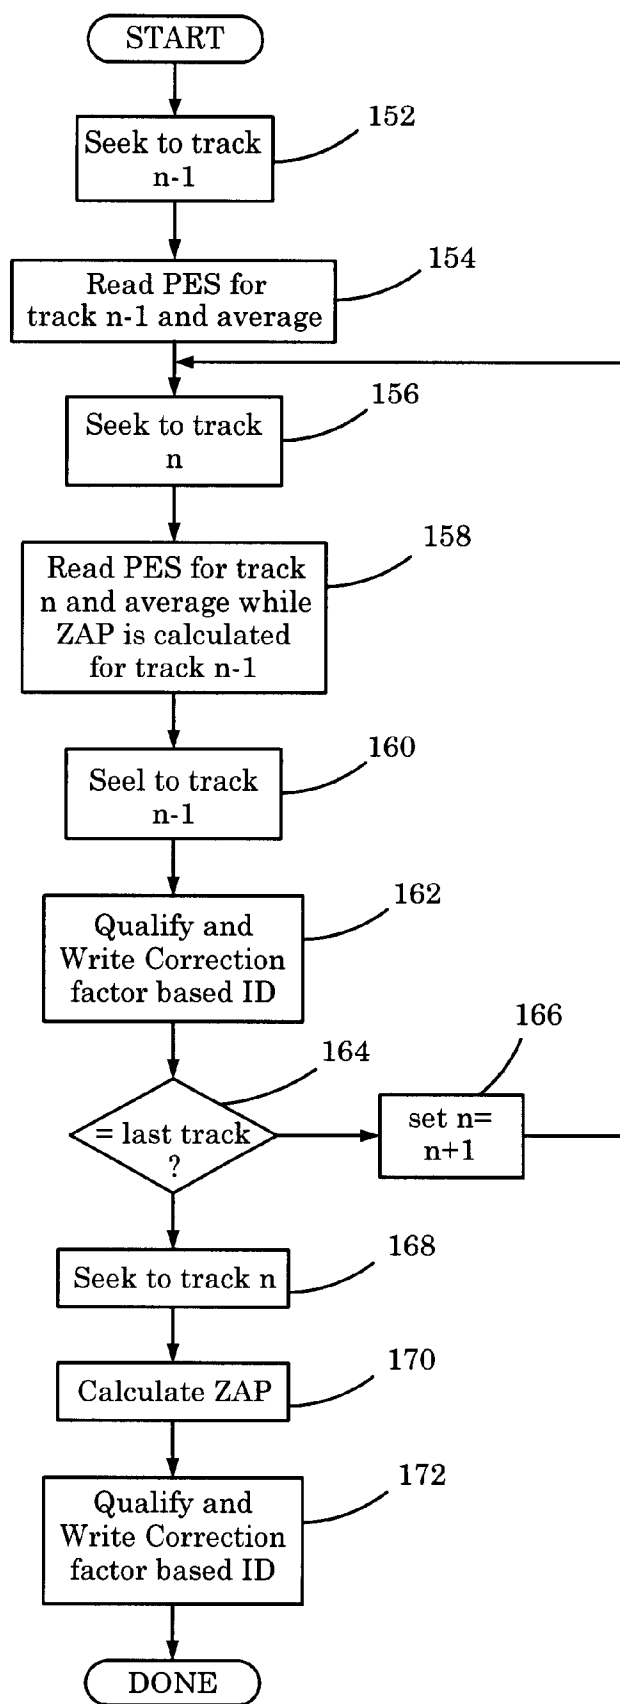 START
152
Seek to track
n-1
154
Read PES for
track n-1 and average
156
Seek to track
n
158
Read PES for track
n and average while
ZAP is calculated
for track n-1
160
Seel to track
n-1
162
Qualify and
Write Correction
factor based ID
164
= last track
?
166
set n=
n+1
168
Seek to track n
170
Calculate ZAP
172
Qualify and
Write Correction
factor based ID
DONE